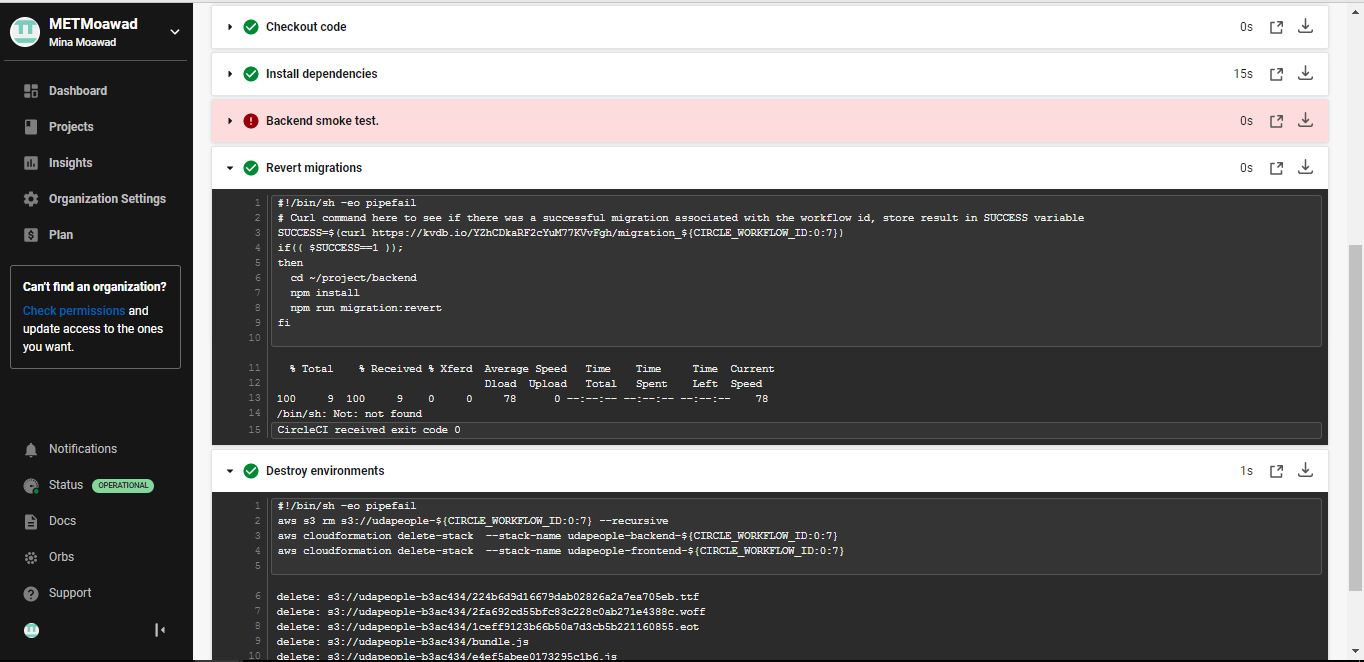 METMoawad
Mina Moawad
Dashboard
Projects
Insights
Organization Settings
$ Plan
Can't find an organization?
Check permissions and
update access to the ones
you want.
Notifications
Status OPERATIONAL
Docs
Orbs
? Support
Checkout code 0s
Install dependencies 15s
! Backend smoke test. 0s
Revert migrations 0s
1 #!/bin/sh -eo pipefail
2 # Curl command here to see if there was a successful migration associated with the workflow id, store result in SUCCESS variable
3 SUCCESS=$(curl https://kvdb.io/YZhCDkaRF2cYuM77KVvFgh/migration_${CIRCLE_WORKFLOW_ID:0:7})
4 if(( $SUCCESS==1 ));
5 then
6 cd ~/project/backend
7 npm install
8 npm run migration:revert
9 fi
10
11 % Total % Received % Xferd Average Speed Time Time Time Current
12 Dload Upload Total Spent Left Speed
13 100 9 100 9 0 0 78 0 --:--:-- --:--:-- --:--:-- 78
14 /bin/sh: Not: not found
15 CircleCI received exit code 0
Destroy environments 1s
1 #!/bin/sh -eo pipefail
2 aws s3 rm s3://udapeople-${CIRCLE_WORKFLOW_ID:0:7} --recursive
3 aws cloudformation delete-stack --stack-name udapeople-backend-${CIRCLE_WORKFLOW_ID:0:7}
4 aws cloudformation delete-stack --stack-name udapeople-frontend-${CIRCLE_WORKFLOW_ID:0:7}
5
6 delete: s3://udapeople-b3ac434/224b6d9d16679dab02826a2a7ea705eb.ttf
7 delete: s3://udapeople-b3ac434/2fa692cd55bfc83c228c0ab271e4388c.woff
8 delete: s3://udapeople-b3ac434/1ceff9123b66b50a7d3cb5b221160855.eot
9 delete: s3://udapeople-b3ac434/bundle.js
10 delete: s3://udapeople-b3ac434/e4ef5abee0173295c1b6.js